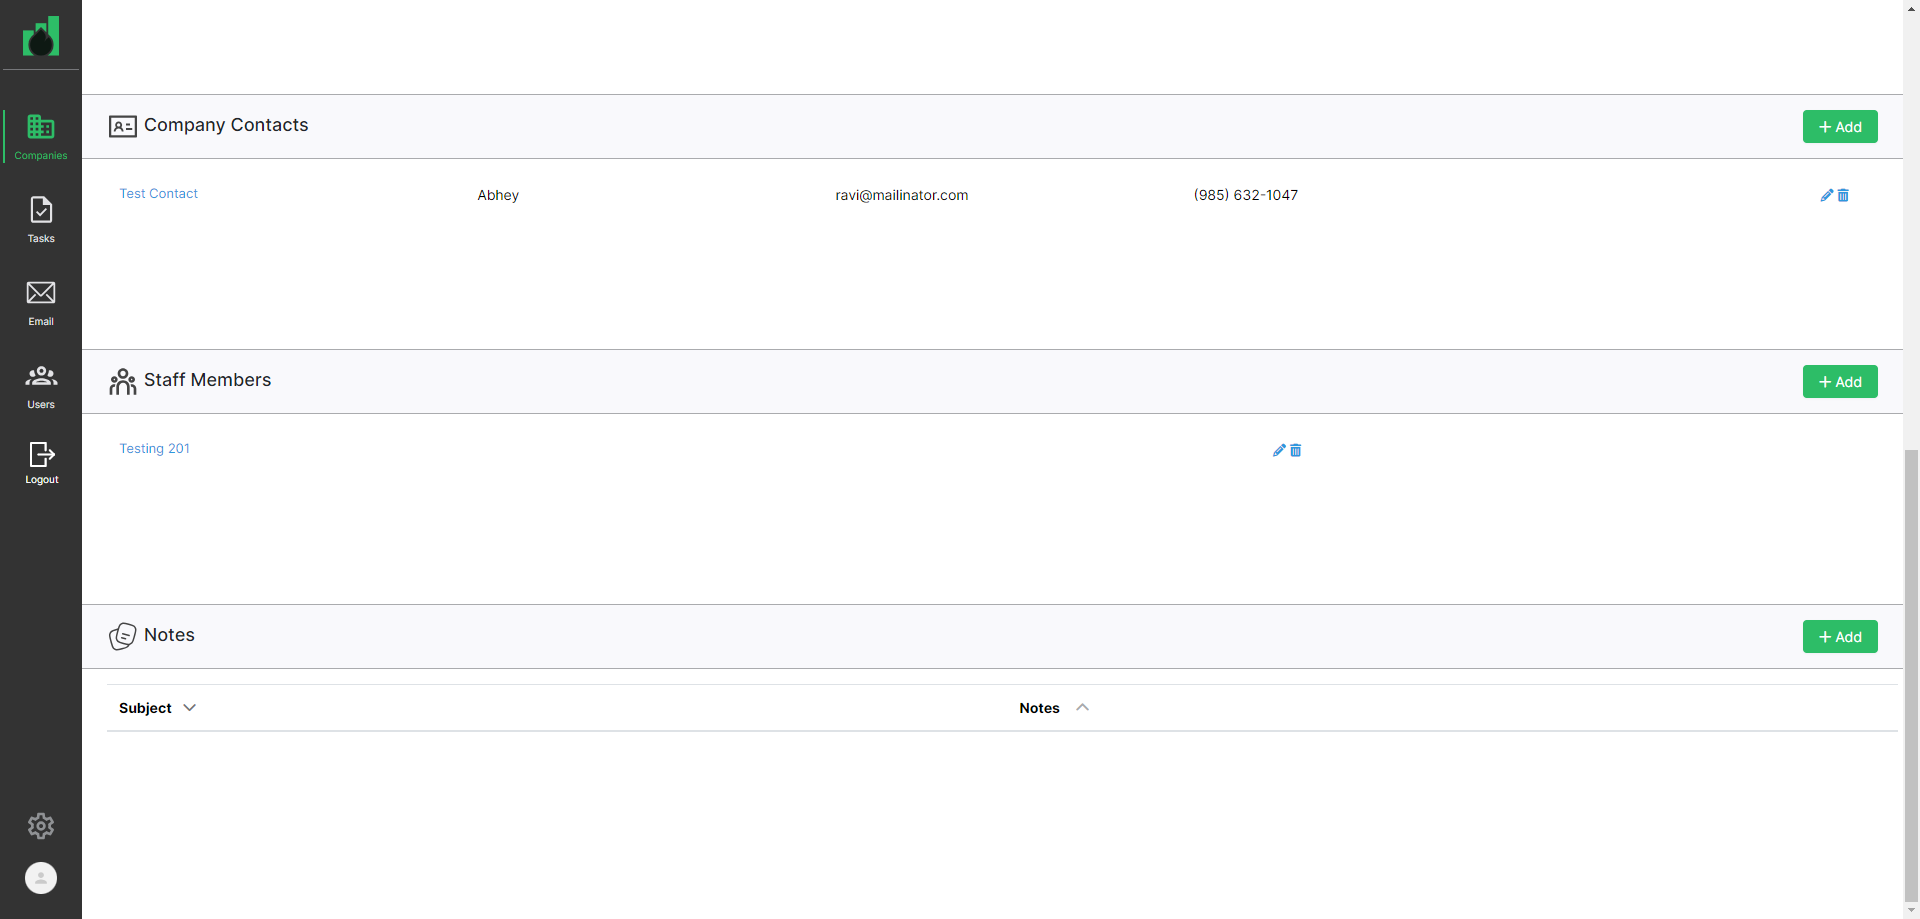 Companies
Tasks
Email
Users
Logout
Company Contacts
+ Add
Test Contact Abhey ravi@mailinator.com (985) 632-1047
Staff Members
+ Add
Testing 201
Notes
+ Add
Subject Notes